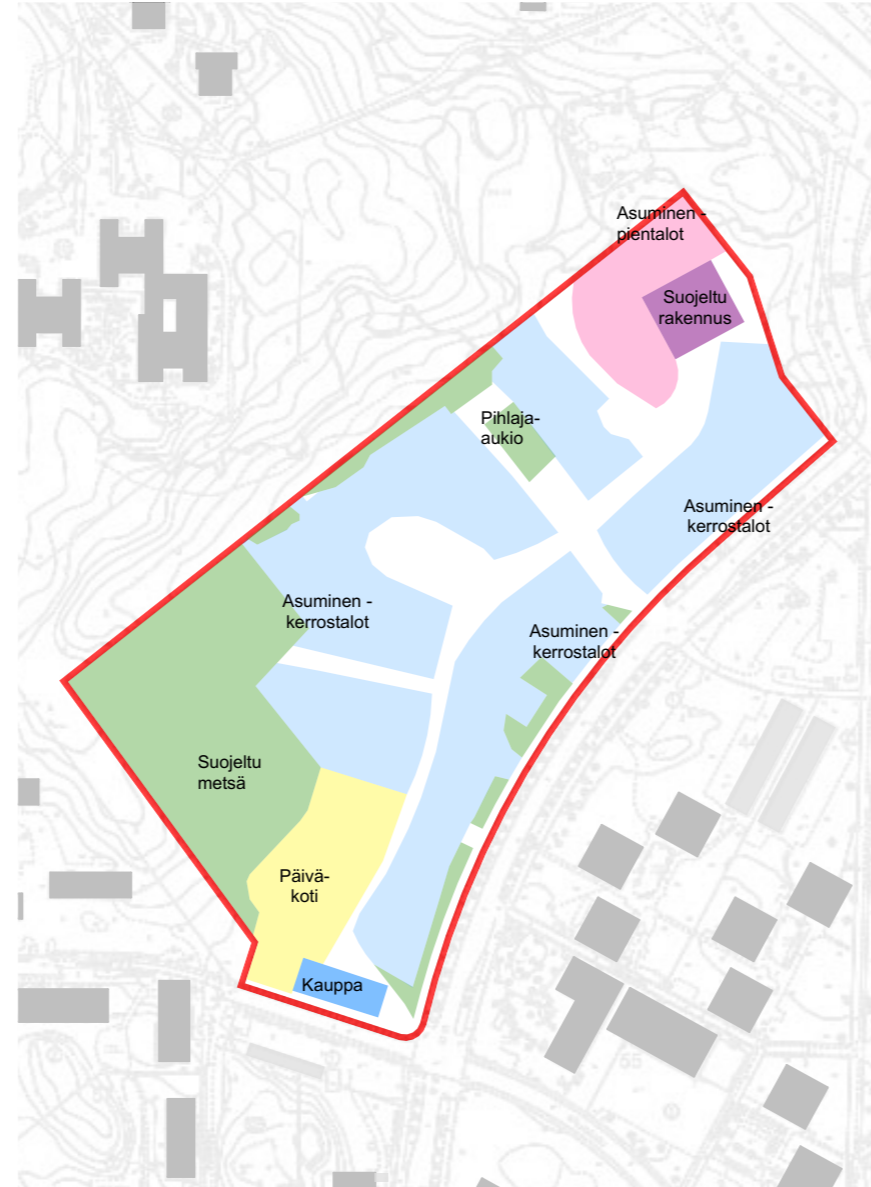 Asuminen -
pientalot
Suojeltu
rakennus
Pihlaja-
aukio
Asuminen -
kerrostalot
Asuminen -
kerrostalot
Asuminen -
kerrostalot
Suojeltu
metsä
Päivä-
koti
Kauppa